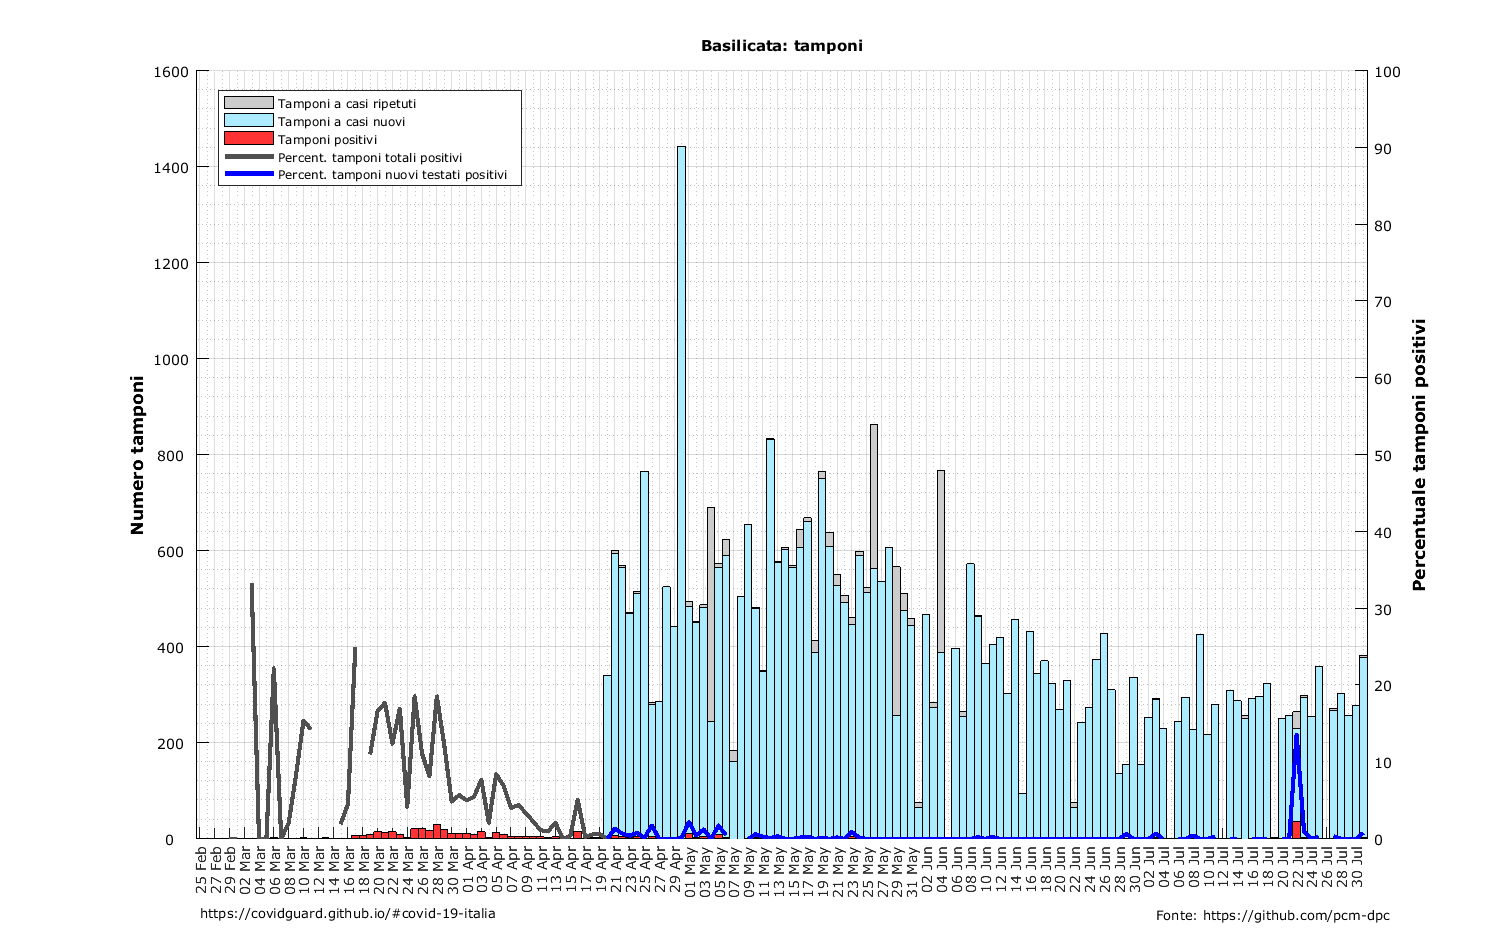 Basilicata: tamponi
Tamponi a casi ripetuti
Tamponi a casi nuovi
Tamponi positivi
Percent. tamponi totali positivi
Percent. tamponi nuovi testati positivi
Numero tamponi
1600
1400
1200
1000
800
600
400
200
0
Percentuale tamponi positivi
100
90
80
70
60
50
40
30
20
10
0
25 Feb
27 Feb
29 Feb
02 Mar
04 Mar
06 Mar
08 Mar
10 Mar
12 Mar
14 Mar
16 Mar
18 Mar
20 Mar
22 Mar
24 Mar
26 Mar
28 Mar
30 Mar
01 Apr
03 Apr
05 Apr
07 Apr
09 Apr
11 Apr
13 Apr
15 Apr
17 Apr
19 Apr
21 Apr
23 Apr
25 Apr
27 Apr
29 Apr
01 May
03 May
05 May
07 May
09 May
11 May
13 May
15 May
17 May
19 May
21 May
23 May
25 May
27 May
29 May
31 May
02 Jun
04 Jun
06 Jun
08 Jun
10 Jun
12 Jun
14 Jun
16 Jun
18 Jun
20 Jun
22 Jun
24 Jun
26 Jun
28 Jun
30 Jun
02 Jul
04 Jul
06 Jul
08 Jul
10 Jul
12 Jul
14 Jul
16 Jul
18 Jul
20 Jul
22 Jul
24 Jul
26 Jul
28 Jul
30 Jul
https://covidguard.github.io/#covid-19-italia
Fonte: https://github.com/pcm-dpc